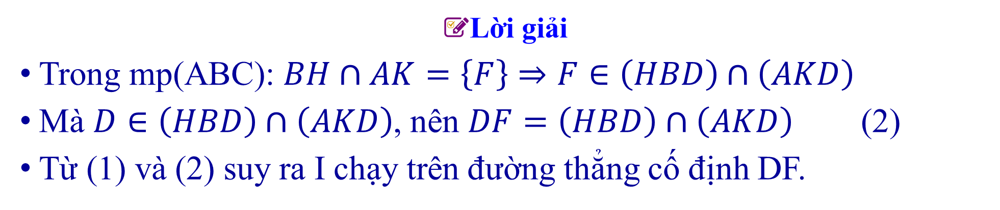 Lời giải
• Trong mp(ABC): BH ∩ AK = {F} ⇒ F ∈ (HBD) ∩ (AKD)
• Mà D ∈ (HBD) ∩ (AKD), nên DF = (HBD) ∩ (AKD) (2)
• Từ (1) và (2) suy ra I chạy trên đường thẳng cố định DF.